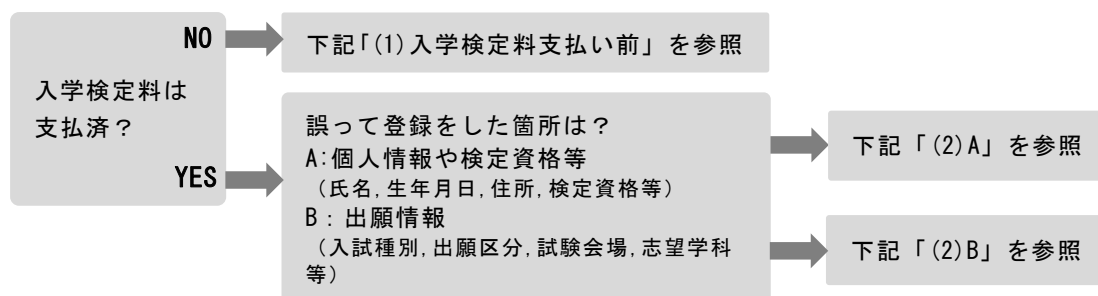 NO
下記「(1)入学検定料支払い前」を参照
入学検定料は
支払済？
YES
誤って登録をした箇所は？
A:個人情報や検定資格等
（氏名,生年月日,住所,検定資格等）
B：出願情報
（入試種別,出願区分,試験会場,志望学科
等）
下記「(2)A」を参照
下記「(2)B」を参照